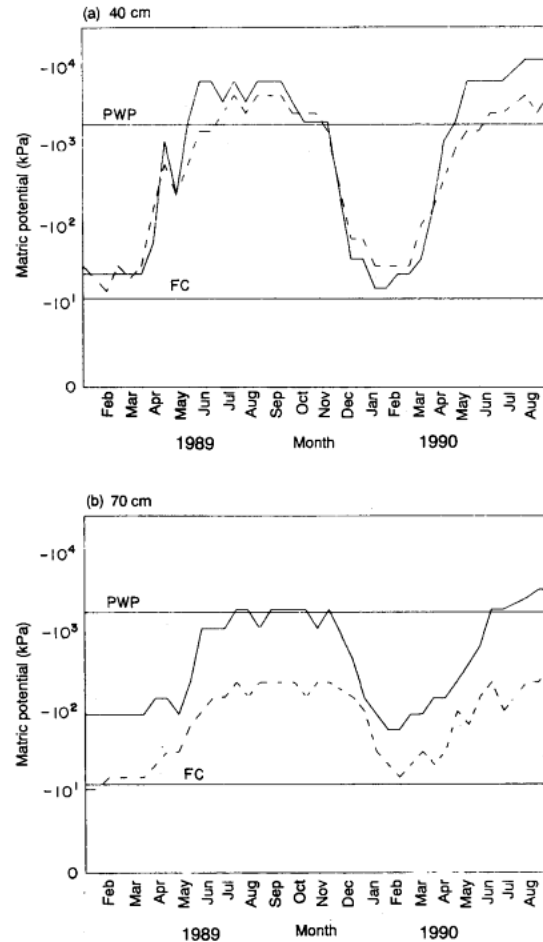 (a) 40 cm
Matric potential (kPa)
-10⁴
PWP
-10³
-10²
FC
-10¹
0
Feb Mar Apr May Jun Jul Aug Sep Oct Nov Dec Jan Feb Mar Apr May Jun Jul Aug
1989 Month 1990
(b) 70 cm
Matric potential (kPa)
-10⁴
PWP
-10³
-10²
FC
-10¹
0
Feb Mar Apr May Jun Jul Aug Sep Oct Nov Dec Jan Feb Mar Apr May Jun Jul Aug
1989 Month 1990